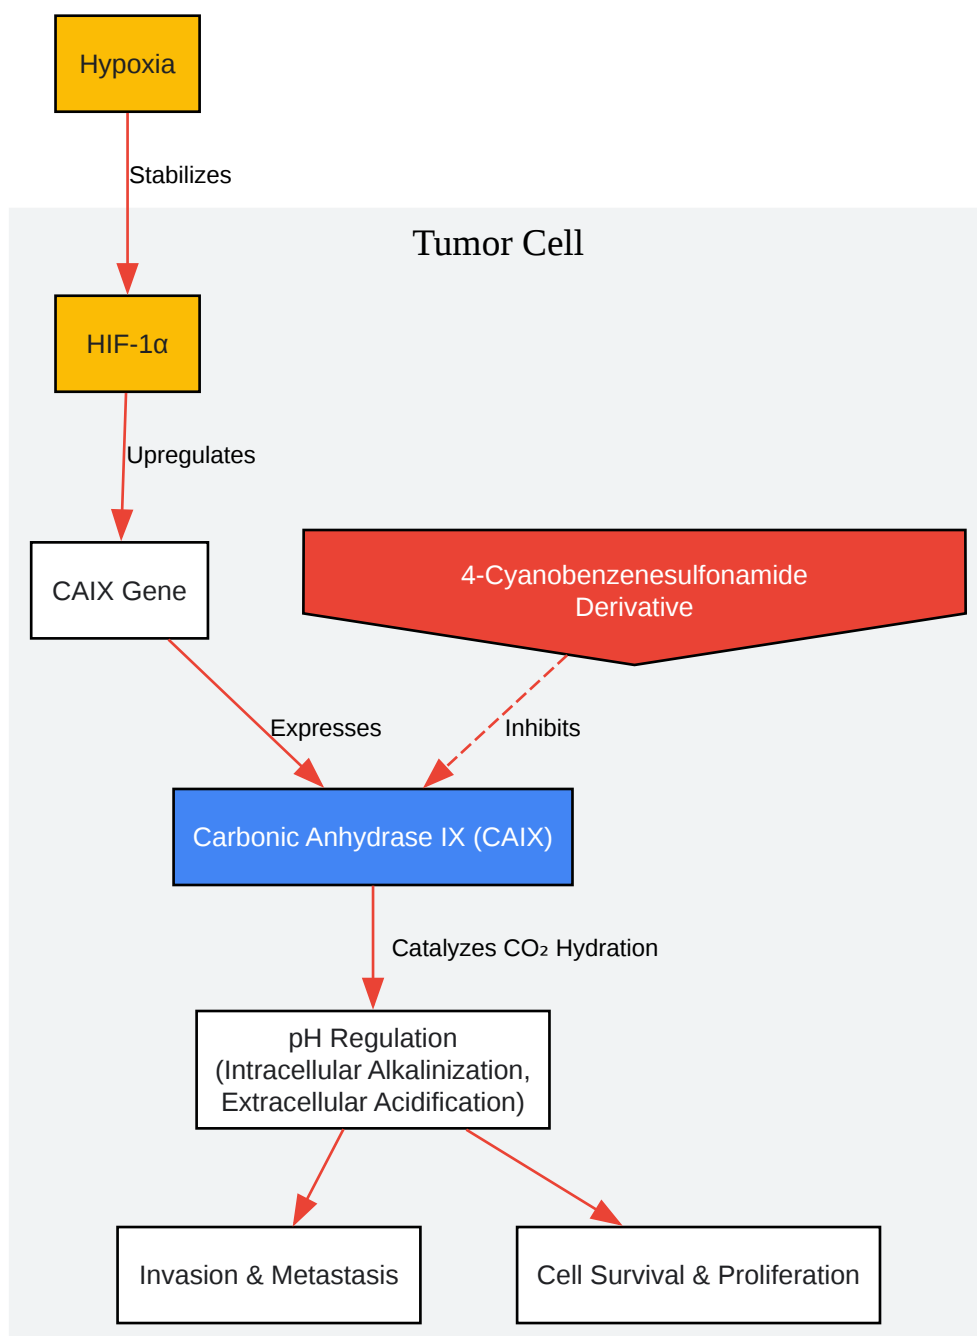 Hypoxia
Stabilizes
Tumor Cell
HIF-1α
Upregulates
CAIX Gene
4-Cyanobenzenesulfonamide
Derivative
Expresses
Inhibits
Carbonic Anhydrase IX (CAIX)
Catalyzes CO₂ Hydration
pH Regulation
(Intracellular Alkalinization,
Extracellular Acidification)
Invasion & Metastasis
Cell Survival & Proliferation